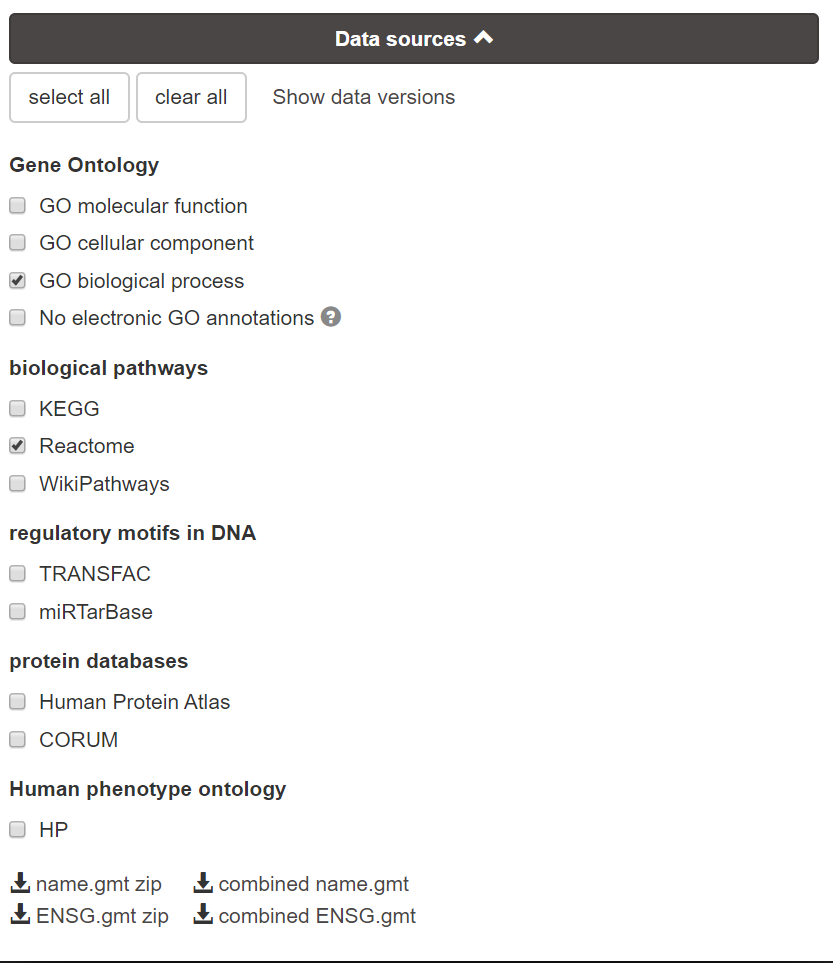 Data sources
select all clear all Show data versions
Gene Ontology
GO molecular function
GO cellular component
GO biological process
No electronic GO annotations ?
biological pathways
KEGG
Reactome
WikiPathways
regulatory motifs in DNA
TRANSFAC
miRTarBase
protein databases
Human Protein Atlas
CORUM
Human phenotype ontology
HP
name.gmt zip combined name.gmt
ENSG.gmt zip combined ENSG.gmt